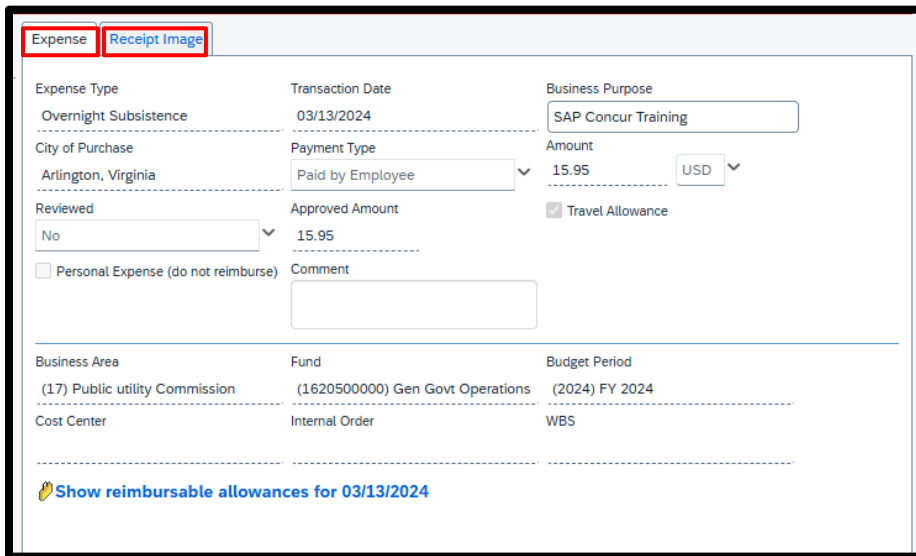 Expense Receipt Image
Expense Type Transaction Date Business Purpose
Overnight Subsistence 03/13/2024 SAP Concur Training
City of Purchase Payment Type Amount
Arlington, Virginia Paid by Employee 15.95 USD
Reviewed Approved Amount Travel Allowance
No 15.95
Personal Expense (do not reimburse) Comment
Business Area Fund Budget Period
(17) Public utility Commission (1620500000) Gen Govt Operations (2024) FY 2024
Cost Center Internal Order WBS
Show reimbursable allowances for 03/13/2024